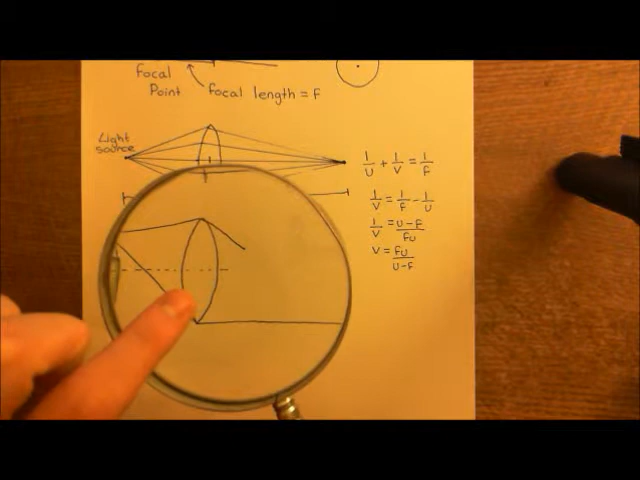 focal
Point
focal length = F
Light
source
1/U + 1/V = 1/F
1/V = 1/F - 1/U
1/V = U-F/FU
V = FU/U-F